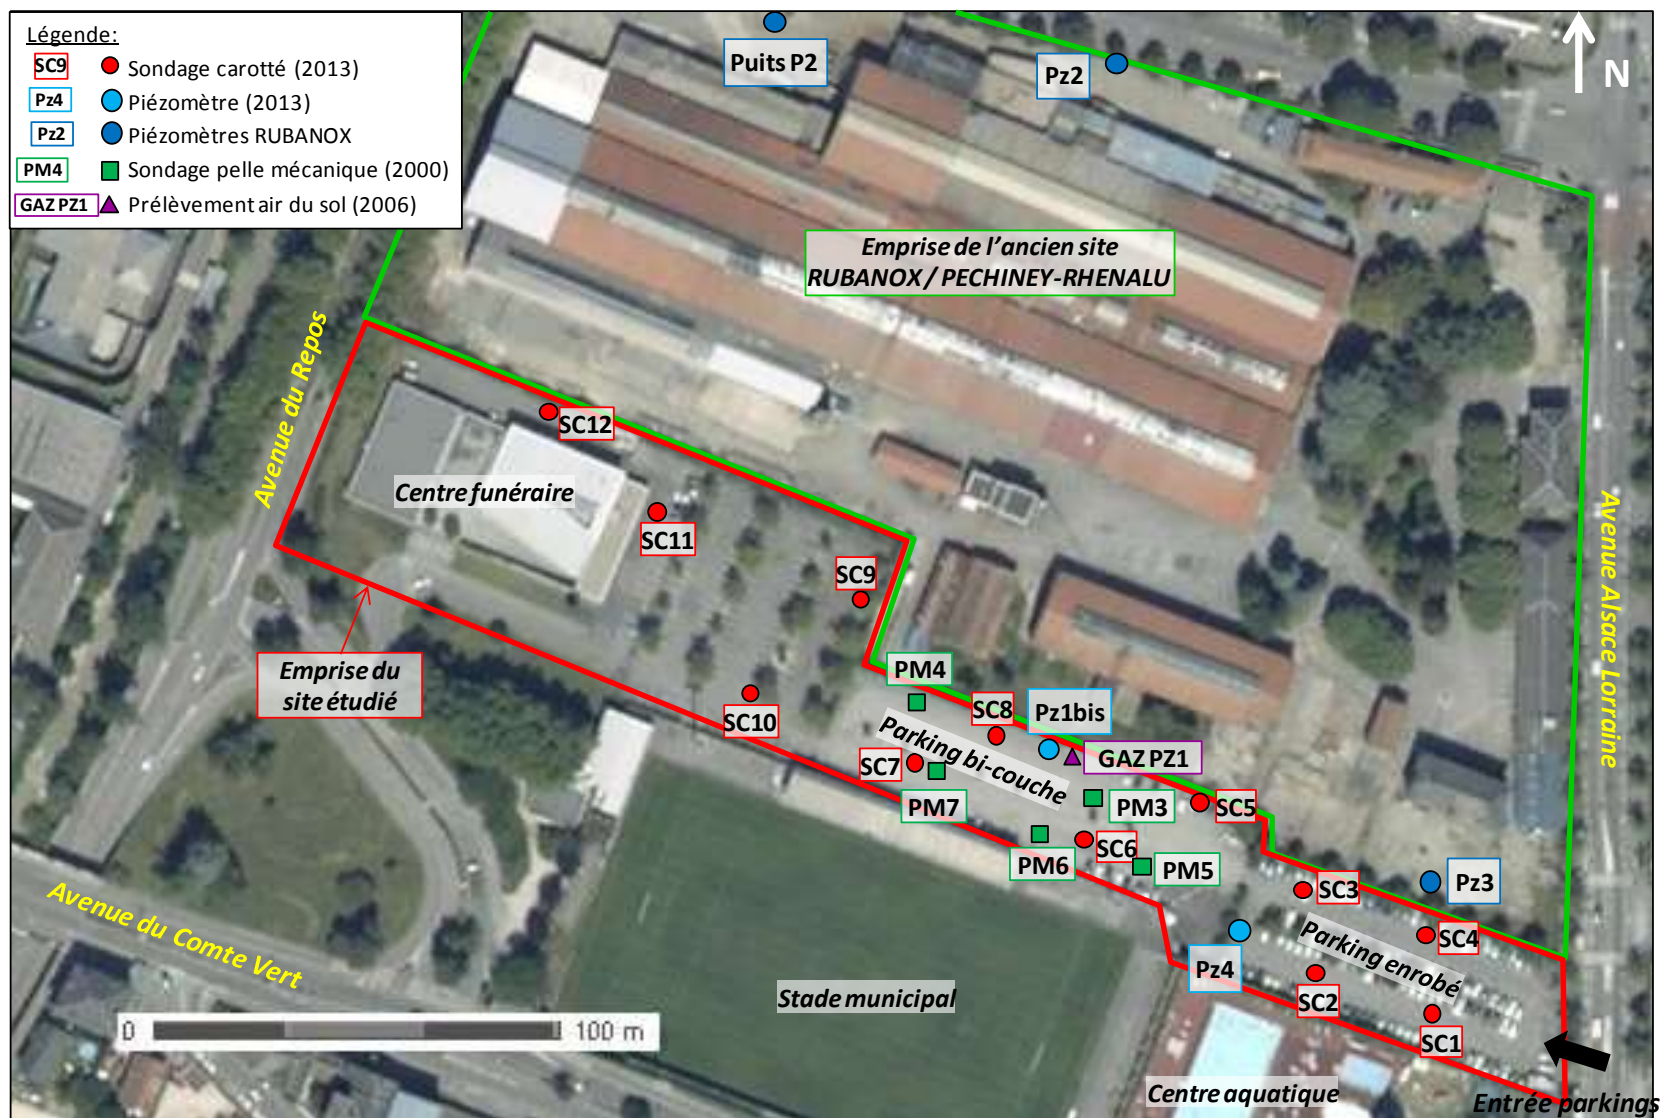 Légende:
SC9 Sondage carotté (2013)
Pz4 Piézomètre (2013)
Pz2 Piézomètres RUBANOX
PM4 Sondage pelle mécanique (2000)
GAZ PZ1 Prélèvement air du sol (2006)
Puits P2
Pz2
N
Emprise de l'ancien site
RUBANOX / PECHINEY-RHENALU
Avenue du Repos
SC12
Centre funéraire
SC11
SC9
Avenue Alsace Lorraine
Emprise du
site étudié
PM4
SC10
SC8
Pz1bis
Parking bi-couche
GAZ PZ1
SC7
PM7
PM3
SC5
SC6
PM6
PM5
SC3
Pz3
SC4
Parking enrobé
Pz4
Avenue du Comte Vert
Stade municipal
SC2
SC1
0 100 m
Centre aquatique
Entrée parkings